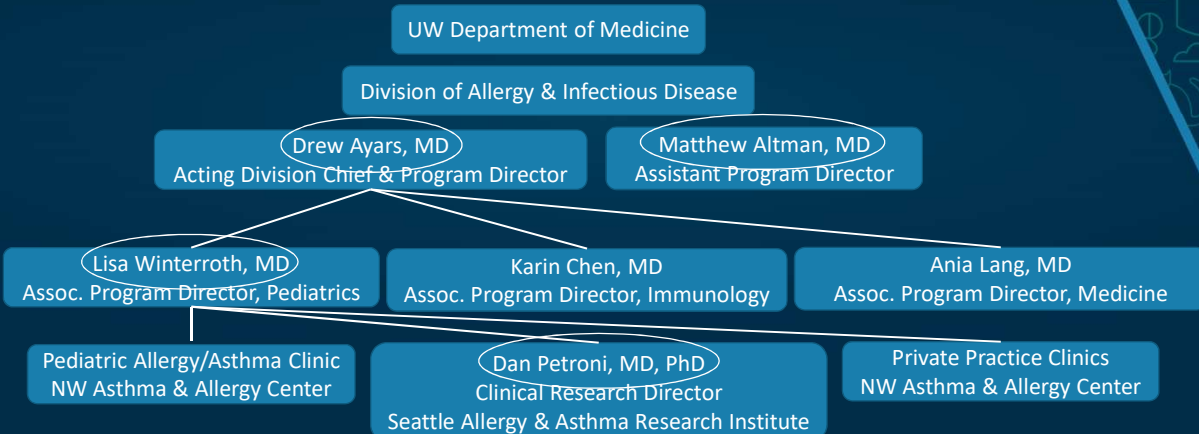 UW Department of Medicine
Division of Allergy & Infectious Disease
Drew Ayars, MD
Acting Division Chief & Program Director
Matthew Altman, MD
Assistant Program Director
Lisa Winterroth, MD
Assoc. Program Director, Pediatrics
Karin Chen, MD
Assoc. Program Director, Immunology
Ania Lang, MD
Assoc. Program Director, Medicine
Pediatric Allergy/Asthma Clinic
NW Asthma & Allergy Center
Dan Petroni, MD, PhD
Clinical Research Director
Seattle Allergy & Asthma Research Institute
Private Practice Clinics
NW Asthma & Allergy Center